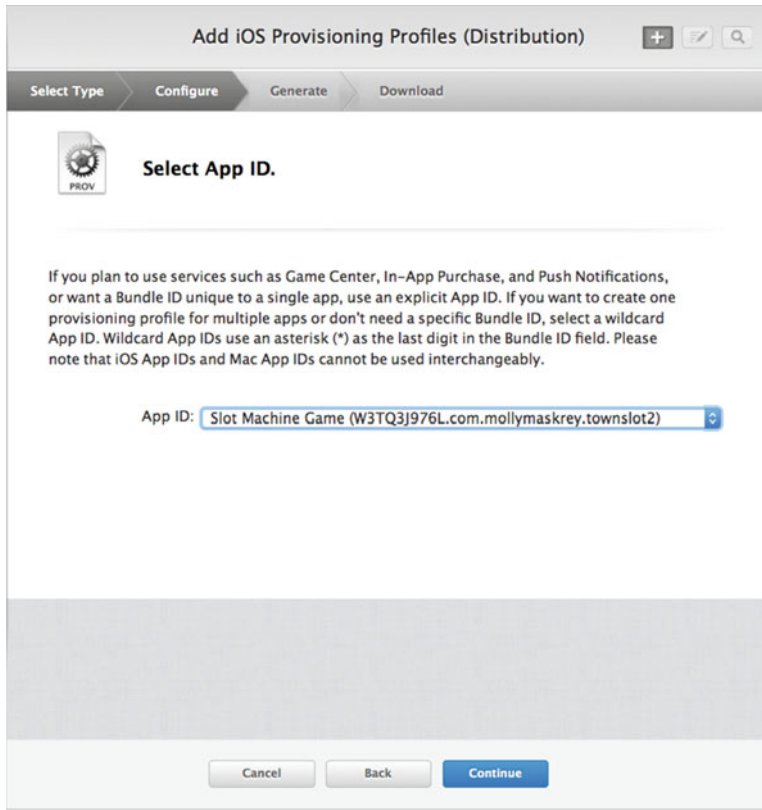 Add iOS Provisioning Profiles (Distribution)
Select Type
Configure
Generate
Download
PROV
Select App ID.
If you plan to use services such as Game Center, In-App Purchase, and Push Notifications,
or want a Bundle ID unique to a single app, use an explicit App ID. If you want to create one
provisioning profile for multiple apps or don't need a specific Bundle ID, select a wildcard
App ID. Wildcard App IDs use an asterisk (*) as the last digit in the Bundle ID field. Please
note that iOS App IDs and Mac App IDs cannot be used interchangeably.
App ID: Slot Machine Game (W3TQ3J976L.com.mollymaskrey.townslot2)
Cancel
Back
Continue